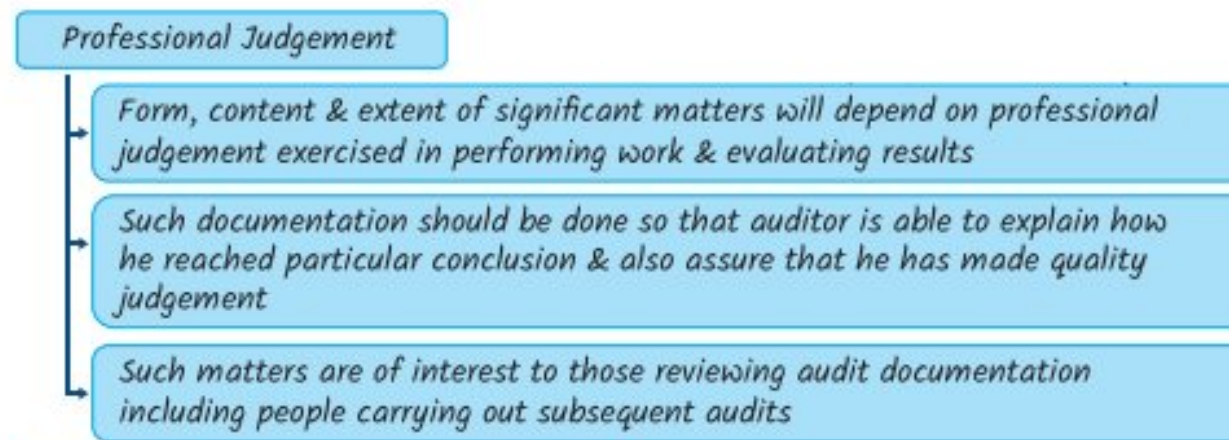 Professional Judgement
Form, content & extent of significant matters will depend on professional
judgement exercised in performing work & evaluating results
Such documentation should be done so that auditor is able to explain how
he reached particular conclusion & also assure that he has made quality
judgement
Such matters are of interest to those reviewing audit documentation
including people carrying out subsequent audits